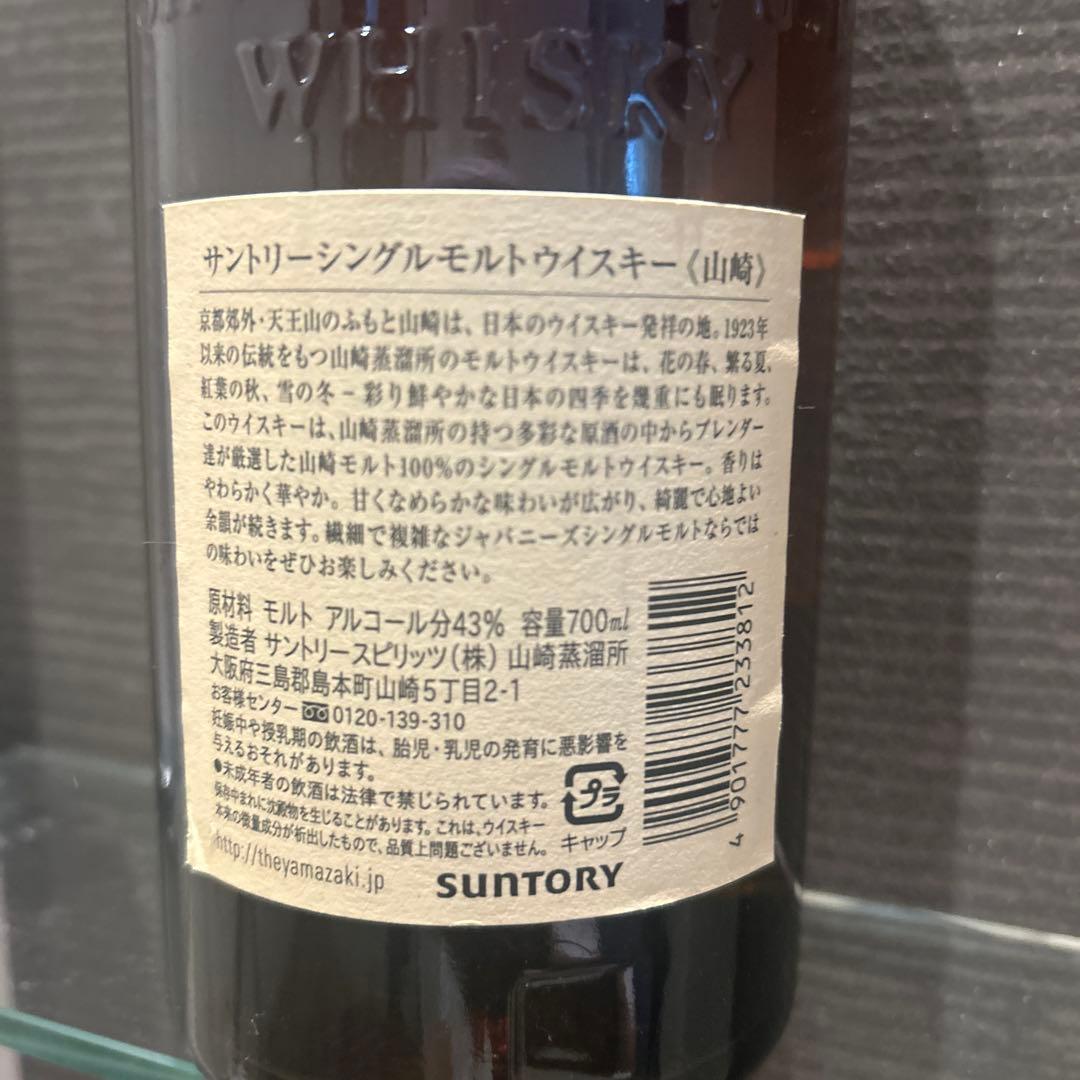 WHISKY
サントリーシングルモルトウイスキー《山崎》
京都郊外・天王山のふもと山崎は、日本のウイスキー発祥の地。1923年
以来の伝統をもつ山崎蒸溜所のモルトウイスキーは、花の春、繁る夏、
紅葉の秋、雪の冬－彩り鮮やかな日本の四季を幾重にも眠ります。
このウイスキーは、山崎蒸溜所の持つ多彩な原酒の中からブレンダー
達が厳選した山崎モルト100%のシングルモルトウイスキー。香りは
やわらかく華やか。甘くなめらかな味わいが広がり、綺麗で心地よい
余韻が続きます。繊細で複雑なジャパニーズシングルモルトならでは
の味わいをぜひお楽しみください。
原材料 モルト アルコール分43% 容量700ml
製造者 サントリースピリッツ(株) 山崎蒸溜所
大阪府三島郡島本町山崎5丁目2-1
お客様センター 0120-139-310
妊娠中や授乳期の飲酒は、胎児・乳児の発育に悪影響を
与えるおそれがあります。
●未成年者の飲酒は法律で禁じられています。
保存中まれに沈殿物を生じることがあります。これは、ウイスキー
本来の微量成分が析出したもので、品質上問題ございません。
プラ
キャップ
http://theyamazaki.jp
SUNTORY
4 901777 233812